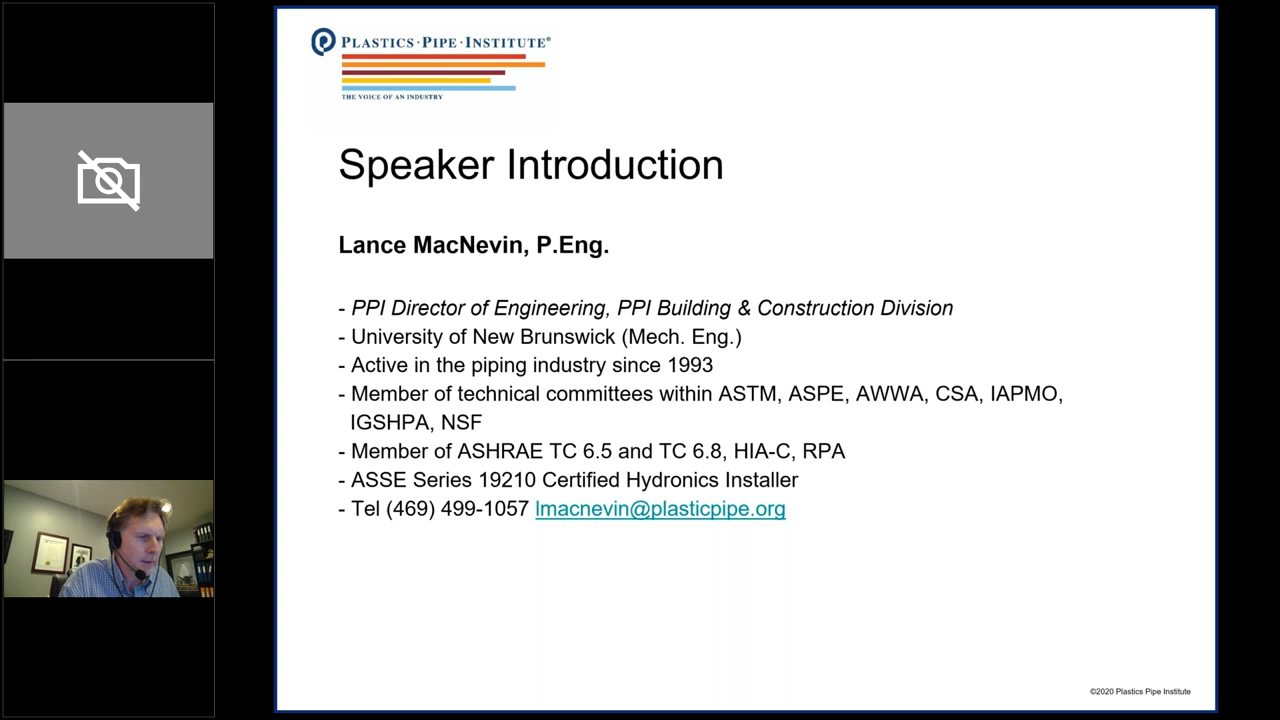 PLASTICS·PIPE·INSTITUTE®
THE VOICE OF AN INDUSTRY
Speaker Introduction
Lance MacNevin, P.Eng.
- PPI Director of Engineering, PPI Building & Construction Division
- University of New Brunswick (Mech. Eng.)
- Active in the piping industry since 1993
- Member of technical committees within ASTM, ASPE, AWWA, CSA, IAPMO,
IGSHPA, NSF
- Member of ASHRAE TC 6.5 and TC 6.8, HIA-C, RPA
- ASSE Series 19210 Certified Hydronics Installer
- Tel (469) 499-1057 lmacnevin@plasticpipe.org
©2020 Plastics Pipe Institute